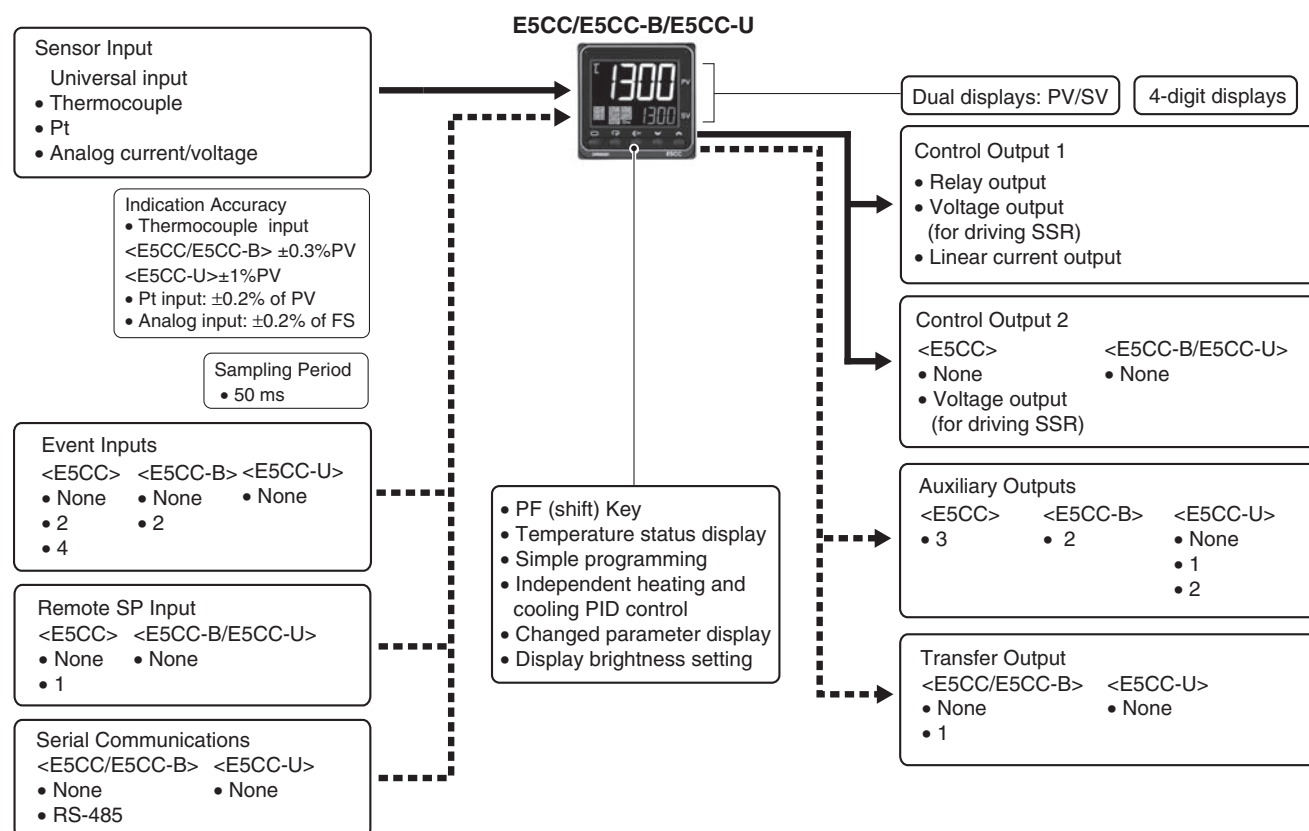 E5CC/E5CC-B/E5CC-U
Sensor Input
Universal input
• Thermocouple
• Pt
• Analog current/voltage
Indication Accuracy
• Thermocouple input
<E5CC/E5CC-B> ±0.3%PV
<E5CC-U>±1%PV
• Pt input: ±0.2% of PV
• Analog input: ±0.2% of FS
Sampling Period
• 50 ms
Event Inputs
<E5CC> <E5CC-B> <E5CC-U>
• None • None • None
• 2 • 2
• 4
Remote SP Input
<E5CC> <E5CC-B/E5CC-U>
• None • None
• 1
Serial Communications
<E5CC/E5CC-B> <E5CC-U>
• None • None
• RS-485
1300
PV
1300
SV
OMRON E5CC
• PF (shift) Key
• Temperature status display
• Simple programming
• Independent heating and
cooling PID control
• Changed parameter display
• Display brightness setting
Dual displays: PV/SV
4-digit displays
Control Output 1
• Relay output
• Voltage output
(for driving SSR)
• Linear current output
Control Output 2
<E5CC> <E5CC-B/E5CC-U>
• None • None
• Voltage output
(for driving SSR)
Auxiliary Outputs
<E5CC> <E5CC-B> <E5CC-U>
• 3 • 2 • None
• 1
• 2
Transfer Output
<E5CC/E5CC-B> <E5CC-U>
• None • None
• 1